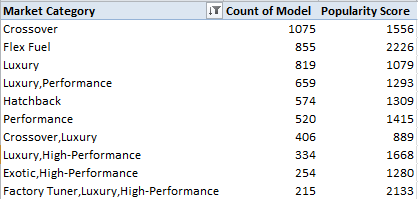 Market Category Count of Model Popularity Score
Crossover 1075 1556
Flex Fuel 855 2226
Luxury 819 1079
Luxury,Performance 659 1293
Hatchback 574 1309
Performance 520 1415
Crossover,Luxury 406 889
Luxury,High-Performance 334 1668
Exotic,High-Performance 254 1280
Factory Tuner,Luxury,High-Performance 215 2133